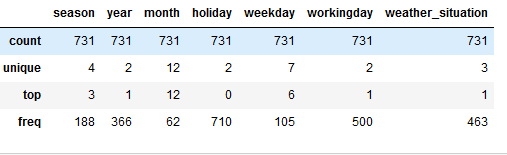 season year month holiday weekday workingday weather_situation
count 731 731 731 731 731 731 731
unique 4 2 12 2 7 2 3
top 3 1 12 0 6 1 1
freq 188 366 62 710 105 500 463